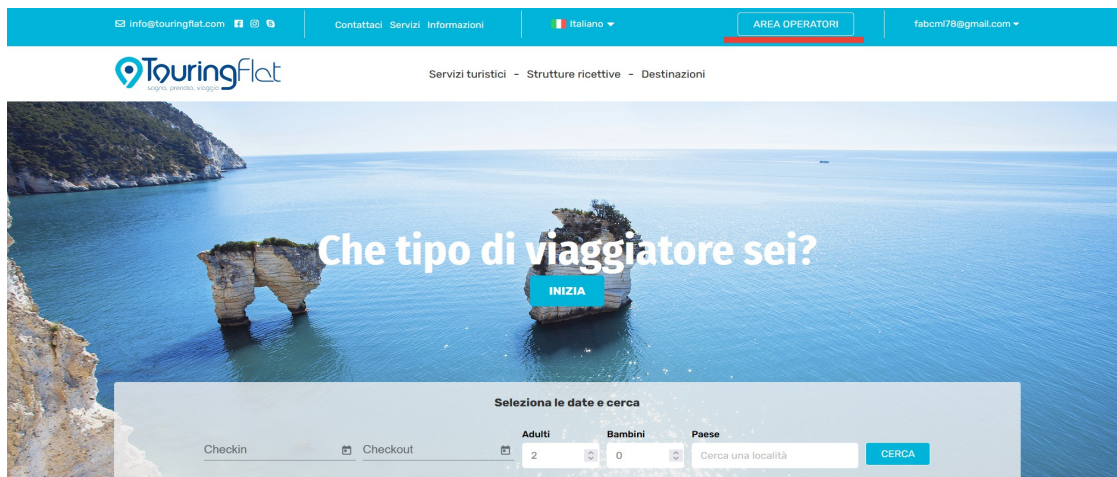 info@touringflat.com
Contattaci Servizi Informazioni
Italiano
AREA OPERATORI
fabcml78@gmail.com
TouringFlat
sogna, prenota, viaggia
Servizi turistici - Strutture ricettive - Destinazioni
Che tipo di viaggiatore sei?
INIZIA
Seleziona le date e cerca
Adulti Bambini Paese
Checkin Checkout 2 0 Cerca una località CERCA